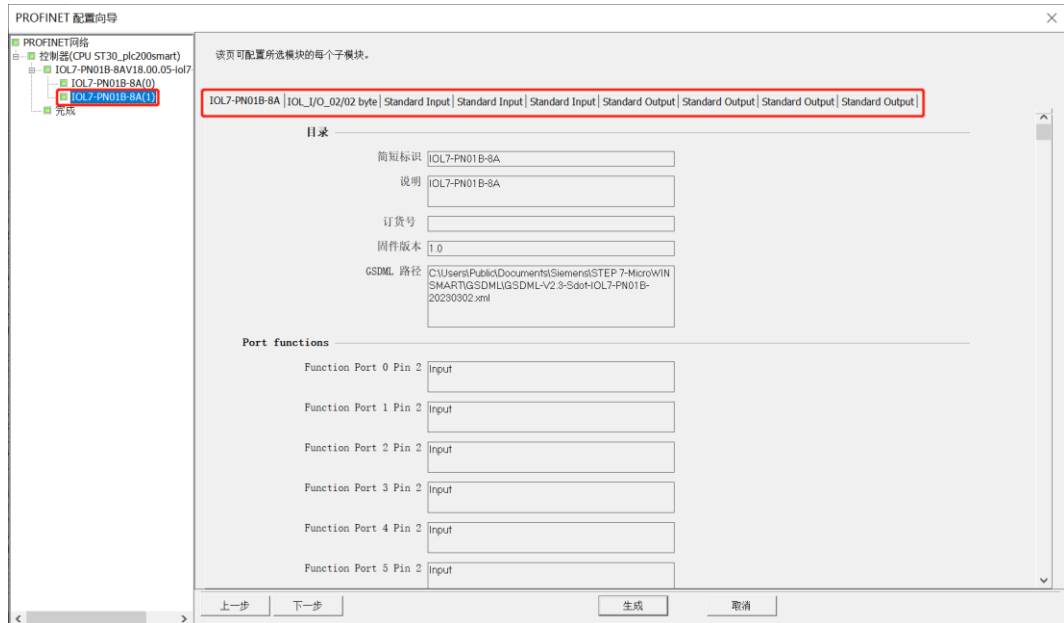 PROFINET 配置向导
PROFINET网络
控制器(CPU ST30_plc200smart)
IOL7-PN01B-8AV18.00.05-iol7-
IOL7-PN01B-8A(0)
IOL7-PN01B-8A(1)
完成
该页可配置所选模块的每个子模块。
IOL7-PN01B-8A IOL_I/O_02/02 byte Standard Input Standard Input Standard Input Standard Output Standard Output Standard Output Standard Output
目录
简短标识 IOL7-PN01B-8A
说明 IOL7-PN01B-8A
订货号
固件版本 1.0
GSDML 路径 C:\Users\Public\Documents\Siemens\STEP 7-MicroWIN
SMART\GSDML\GSDML-V2.3-Sdot-IOL7-PN01B-
20230302.xml
Port functions
Function Port 0 Pin 2 Input
Function Port 1 Pin 2 Input
Function Port 2 Pin 2 Input
Function Port 3 Pin 2 Input
Function Port 4 Pin 2 Input
Function Port 5 Pin 2 Input
上一步 下一步 生成 取消